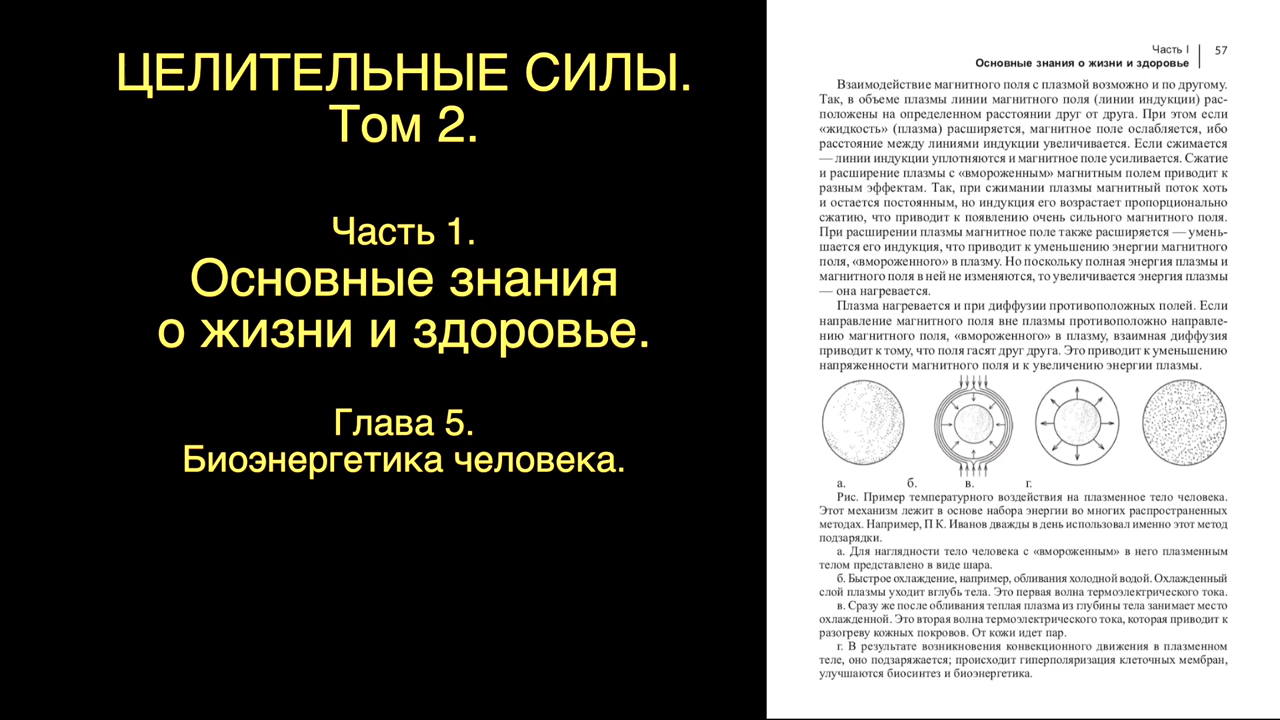 ЦЕЛИТЕЛЬНЫЕ СИЛЫ.
Том 2.
Часть 1.
Основные знания
о жизни и здоровье.
Глава 5.
Биоэнергетика человека.
Часть I
57
Основные знания о жизни и здоровье
Взаимодействие магнитного поля с плазмой возможно и по другому.
Так, в объеме плазмы линии магнитного поля (линии индукции) рас-
положены на определенном расстоянии друг от друга. При этом если
«жидкость» (плазма) расширяется, магнитное поле ослабляется, ибо
расстояние между линиями индукции увеличивается. Если сжимается
— линии индукции уплотняются и магнитное поле усиливается. Сжатие
и расширение плазмы с «вмороженным» магнитным полем приводит к
разным эффектам. Так, при сжимании плазмы магнитный поток хоть
и остается постоянным, но индукция его возрастает пропорционально
сжатию, что приводит к появлению очень сильного магнитного поля.
При расширении плазмы магнитное поле также расширяется — умень-
шается его индукция, что приводит к уменьшению энергии магнитного
поля, «вмороженного» в плазму. Но поскольку полная энергия плазмы и
магнитного поля в ней не изменяются, то увеличивается энергия плазмы
— она нагревается.
Плазма нагревается и при диффузии противоположных полей. Если
направление магнитного поля вне плазмы противоположно направле-
нию магнитного поля, «вмороженного» в плазму, взаимная диффузия
приводит к тому, что поля гасят друг друга. Это приводит к уменьшению
напряженности магнитного поля и к увеличению энергии плазмы.
а. б. в. г.
Рис. Пример температурного воздействия на плазменное тело человека.
Этот механизм лежит в основе набора энергии во многих распространенных
методах. Например, П К. Иванов дважды в день использовал именно этот метод
подзарядки.
а. Для наглядности тело человека с «вмороженным» в него плазменным
телом представлено в виде шара.
б. Быстрое охлаждение, например, обливания холодной водой. Охлажденный
слой плазмы уходит вглубь тела. Это первая волна термоэлектрического тока.
в. Сразу же после обливания теплая плазма из глубины тела занимает место
охлажденной. Это вторая волна термоэлектрического тока, которая приводит к
разогреву кожных покровов. От кожи идет пар.
г. В результате возникновения конвекционного движения в плазменном
теле, оно подзаряжается; происходит гиперполяризация клеточных мембран,
улучшаются биосинтез и биоэнергетика.